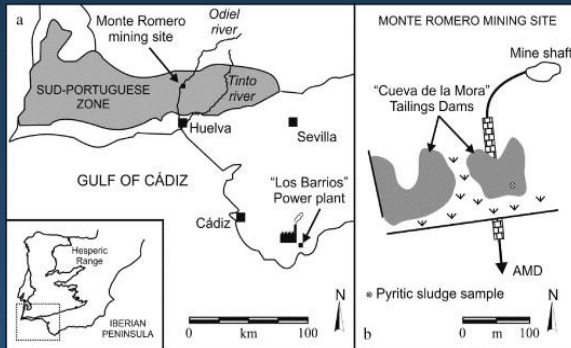 a
Monte Romero
mining site
Odiel
river
SUD-PORTUGUESE
ZONE
Tinto
river
Huelva
Sevilla
GULF OF CÁDIZ
"Los Barrios"
Power plant
Cádiz
Hesperic
Range
IBERIAN
PENINSULA
N
0
km
100
MONTE ROMERO MINING SITE
Mine shaft
"Cueva de la Mora"
Tailings Dams
AMD
Pyritic sludge sample
N
b
0
m
100